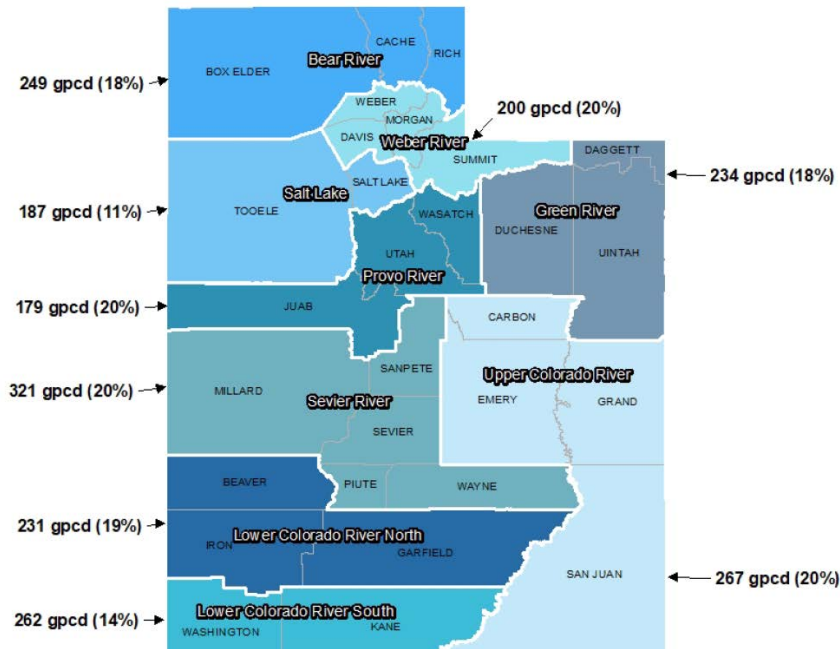 CACHE
RICH
BOX ELDER
Bear River
249 gpcd (18%)
WEBER
MORGAN
200 gpcd (20%)
DAVIS
Weber River
DAGGETT
SUMMIT
SALT LAKE
234 gpcd (18%)
Salt Lake
TOOELE
WASATCH
Green River
187 gpcd (11%)
DUCHESNE
UTAH
UINTAH
Provo River
179 gpcd (20%)
JUAB
CARBON
SANPETE
Upper Colorado River
321 gpcd (20%)
MILLARD
EMERY
GRAND
Sevier River
SEVIER
BEAVER
PIUTE
WAYNE
231 gpcd (19%)
Lower Colorado River North
IRON
GARFIELD
SAN JUAN
267 gpcd (20%)
Lower Colorado River South
262 gpcd (14%)
WASHINGTON
KANE